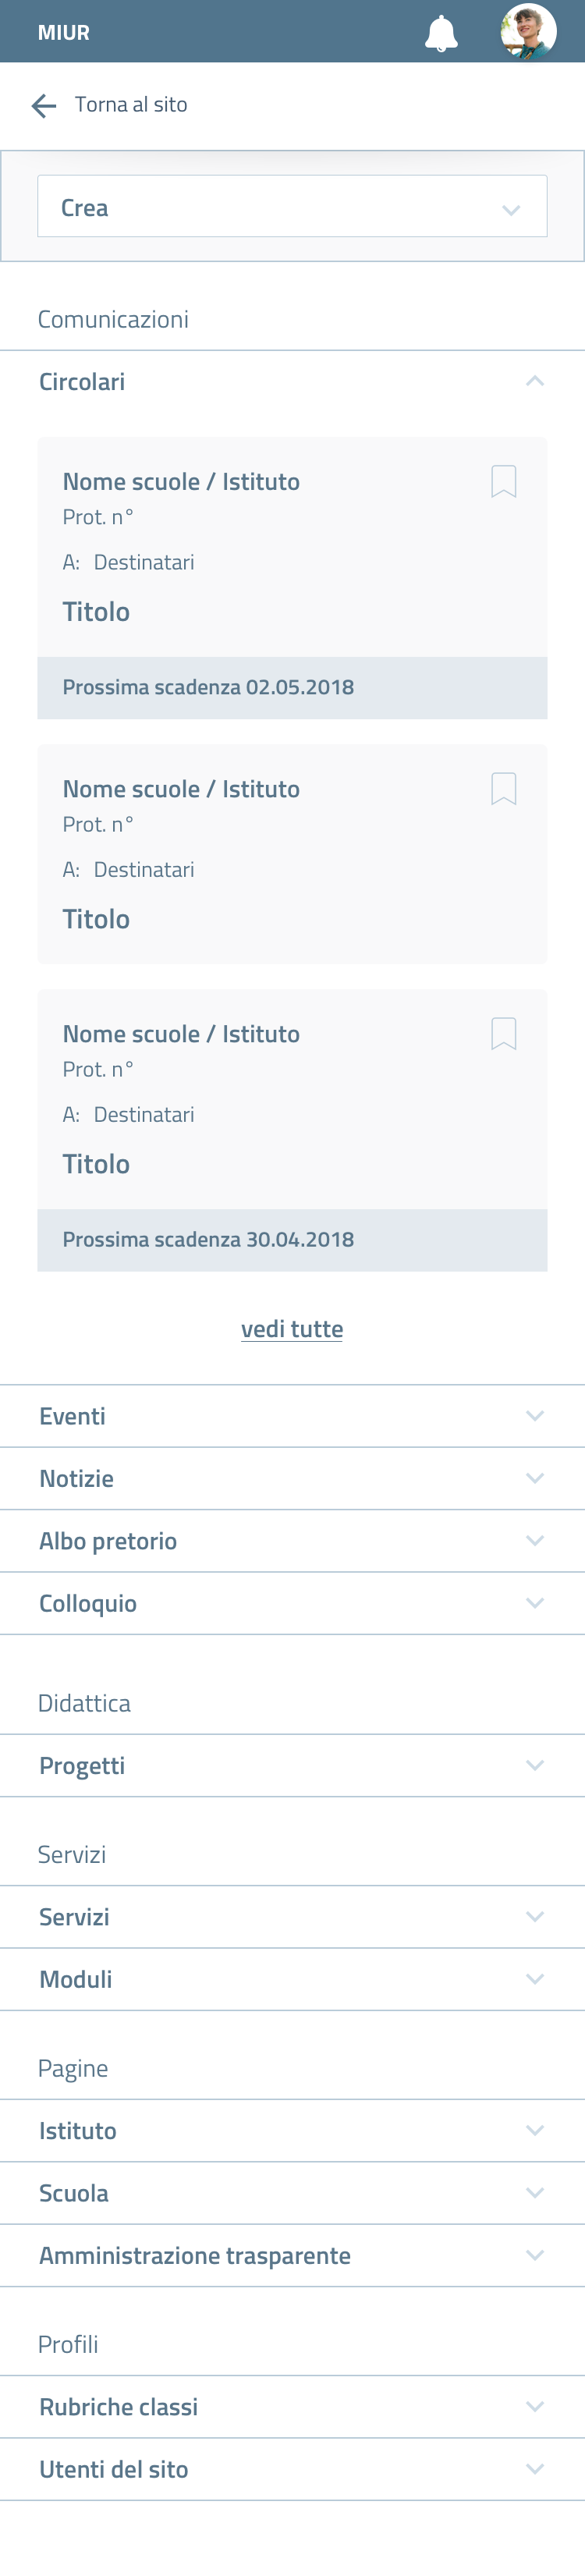 MIUR
Torna al sito
Crea
Comunicazioni
Circolari
Nome scuole / Istituto
Prot. n°
A: Destinatari
Titolo
Prossima scadenza 02.05.2018
Nome scuole / Istituto
Prot. n°
A: Destinatari
Titolo
Nome scuole / Istituto
Prot. n°
A: Destinatari
Titolo
Prossima scadenza 30.04.2018
vedi tutte
Eventi
Notizie
Albo pretorio
Colloquio
Didattica
Progetti
Servizi
Servizi
Moduli
Pagine
Istituto
Scuola
Amministrazione trasparente
Profili
Rubriche classi
Utenti del sito